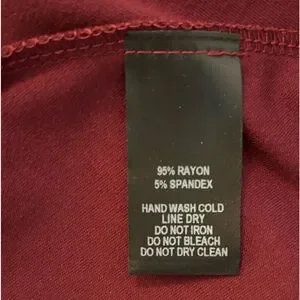 95% RAYON
5% SPANDEX
HAND WASH COLD
LINE DRY
DO NOT IRON
DO NOT BLEACH
DO NOT DRY CLEAN